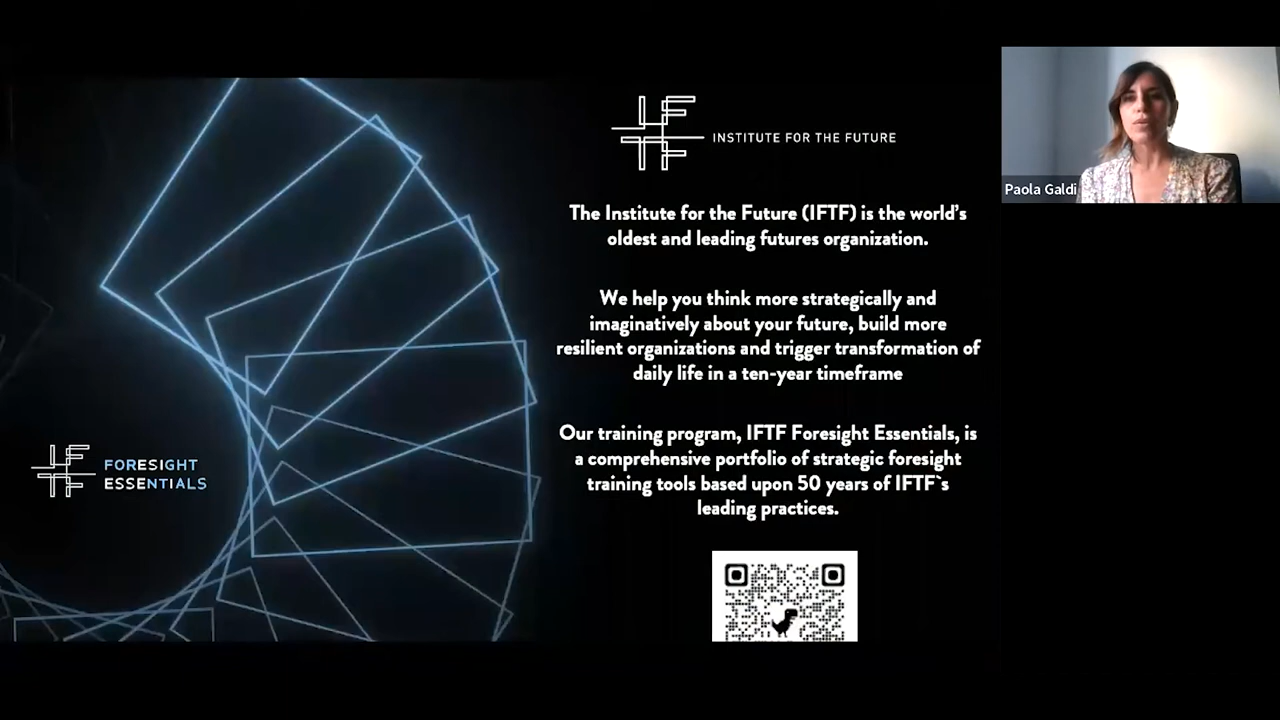 INSTITUTE FOR THE FUTURE
Paola Galdi
The Institute for the Future (IFTF) is the world's
oldest and leading futures organization.
We help you think more strategically and
imaginatively about your future, build more
resilient organizations and trigger transformation of
daily life in a ten-year timeframe
Our training program, IFTF Foresight Essentials, is
a comprehensive portfolio of strategic foresight
training tools based upon 50 years of IFTF`s
leading practices.
FORESIGHT
ESSENTIALS